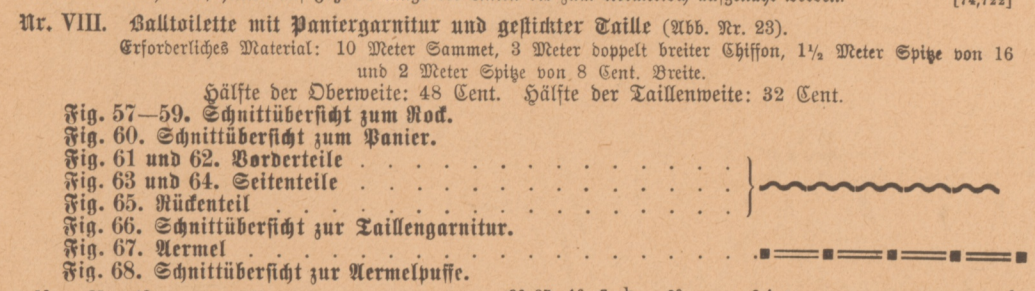 [74,722]
Nr. VIII. Balltoilette mit Paniergarnitur und gestickter Taille (Abb. Nr. 23).
Erforderliches Material: 10 Meter Sammet, 3 Meter doppelt breiter Chiffon, 1½ Meter Spitze von 16
und 2 Meter Spitze von 8 Cent. Breite.
Hälfte der Oberweite: 48 Cent. Hälfte der Taillenweite: 32 Cent.
Fig. 57—59. Schnittübersicht zum Rock.
Fig. 60. Schnittübersicht zum Panier.
Fig. 61 und 62. Vorderteile
Fig. 63 und 64. Seitenteile
Fig. 65. Rückenteil
Fig. 66. Schnittübersicht zur Taillengarnitur.
Fig. 67. Aermel
Fig. 68. Schnittübersicht zur Aermelpuffe.